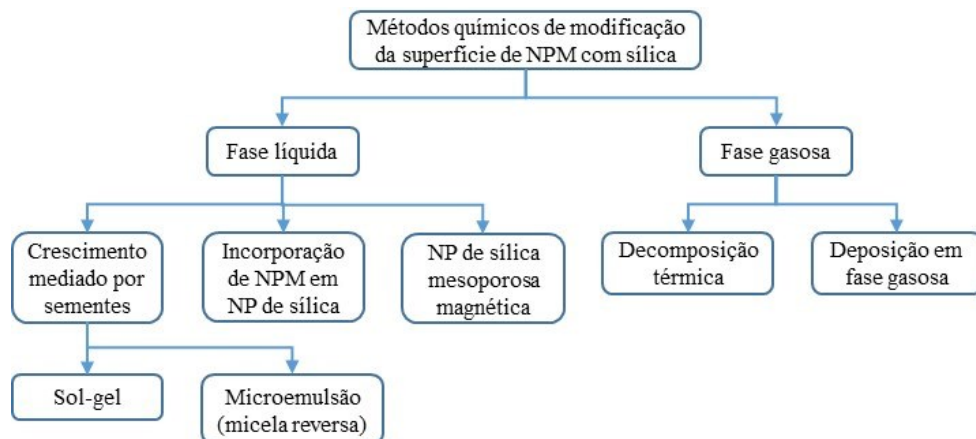 Métodos químicos de modificação
da superfície de NPM com sílica
Fase líquida
Fase gasosa
Crescimento
mediado por
sementes
Incorporação
de NPM em
NP de sílica
NP de sílica
mesoporosa
magnética
Decomposição
térmica
Deposição em
fase gasosa
Sol-gel
Microemulsão
(micela reversa)